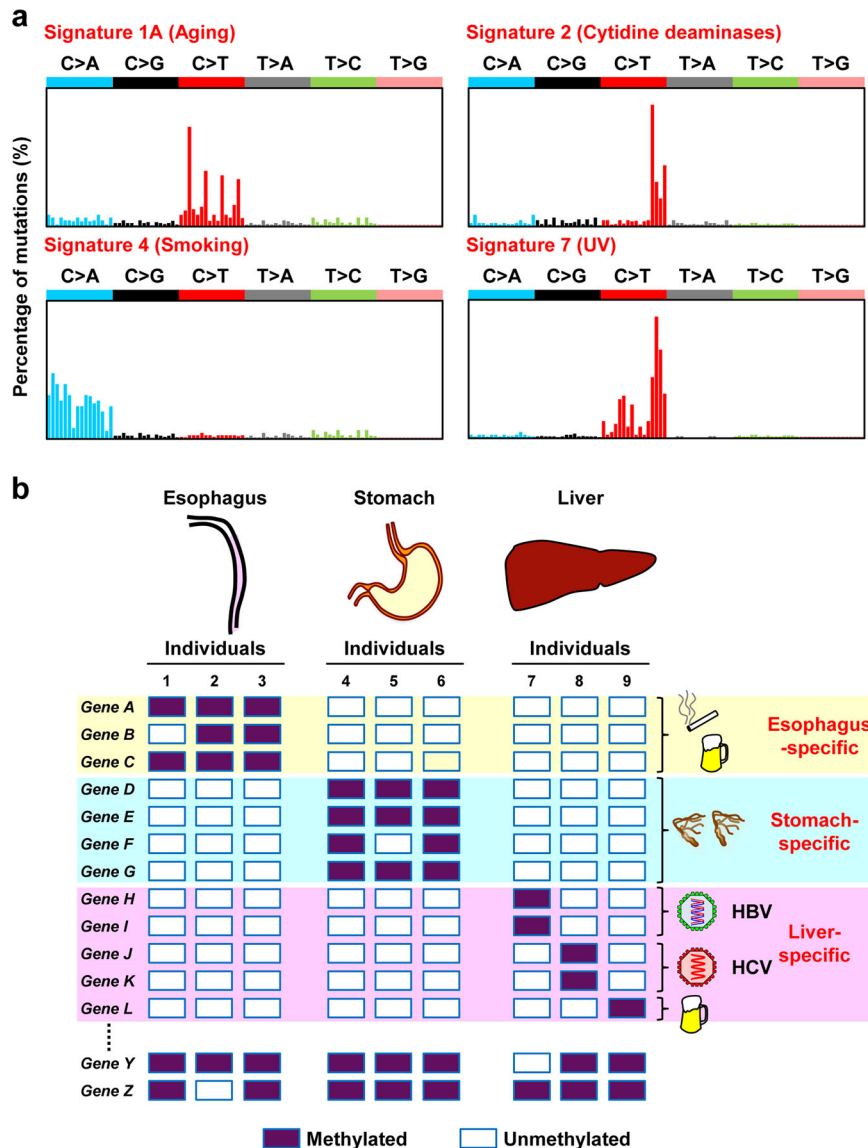 a
Signature 1A (Aging)
Signature 2 (Cytidine deaminases)
C>A C>G C>T T>A T>C T>G
C>A C>G C>T T>A T>C T>G
Percentage of mutations (%)
Signature 4 (Smoking)
Signature 7 (UV)
C>A C>G C>T T>A T>C T>G
C>A C>G C>T T>A T>C T>G
b
Esophagus Stomach Liver
Individuals Individuals Individuals
1 2 3 4 5 6 7 8 9
Gene A
Gene B
Gene C
Esophagus
-specific
Gene D
Gene E
Gene F
Gene G
Stomach-
specific
Gene H
Gene I
HBV
Gene J
Gene K
HCV
Gene L
Liver-
specific
Gene Y
Gene Z
Methylated Unmethylated